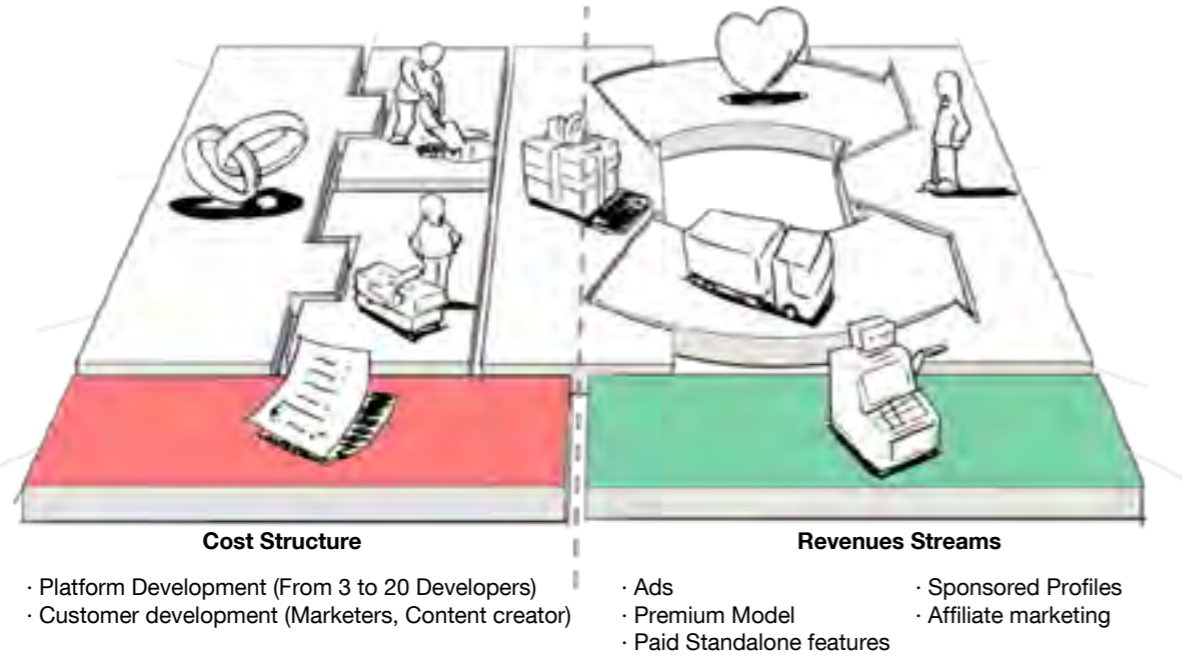 Cost Structure
· Platform Development (From 3 to 20 Developers)
· Customer development (Marketers, Content creator)
Revenues Streams
· Ads
· Premium Model
· Paid Standalone features
· Sponsored Profiles
· Affiliate marketing